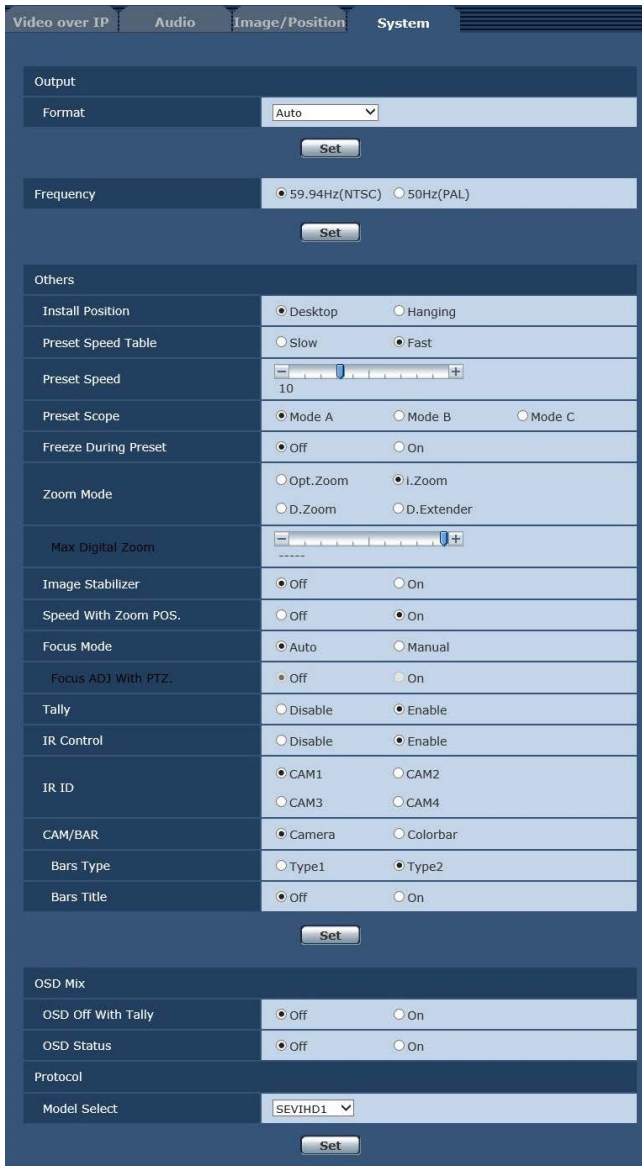 Video over IP Audio Image/Position System
Output
Format Auto
Set
Frequency 59.94Hz(NTSC) 50Hz(PAL)
Set
Others
Install Position Desktop Hanging
Preset Speed Table Slow Fast
Preset Speed
10
Preset Scope Mode A Mode B Mode C
Freeze During Preset Off On
Zoom Mode
Opt.Zoom i.Zoom
D.Zoom D.Extender
Max Digital Zoom
-----
Image Stabilizer Off On
Speed With Zoom POS. Off On
Focus Mode Auto Manual
Focus ADJ With PTZ. Off On
Tally Disable Enable
IR Control Disable Enable
IR ID
CAM1 CAM2
CAM3 CAM4
CAM/BAR Camera Colorbar
Bars Type Type1 Type2
Bars Title Off On
Set
OSD Mix
OSD Off With Tally Off On
OSD Status Off On
Protocol
Model Select SEVIHD1
Set